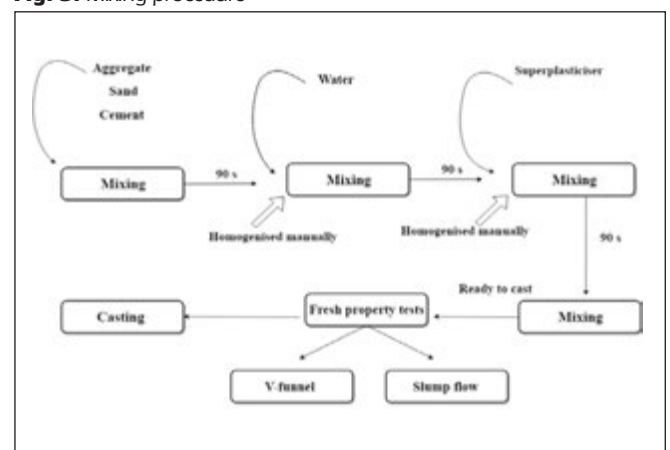 Mixing procedure
Aggregate
Sand
Cement
Water
Superplasticiser
Mixing
90 s
Mixing
90 s
Mixing
Homogenised manually
Homogenised manually
90 s
Ready to cast
Casting
Fresh property tests
Mixing
V-funnel
Slump flow